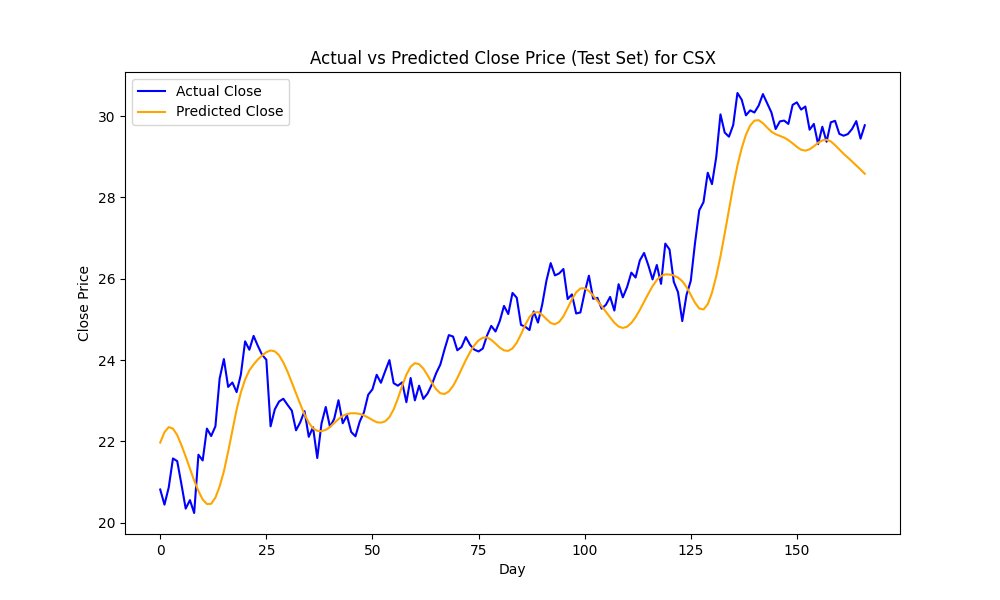 Actual vs Predicted Close Price (Test Set) for CSX
Actual Close
Predicted Close
Close Price
30
28
26
24
22
20
0 25 50 75 100 125 150
Day